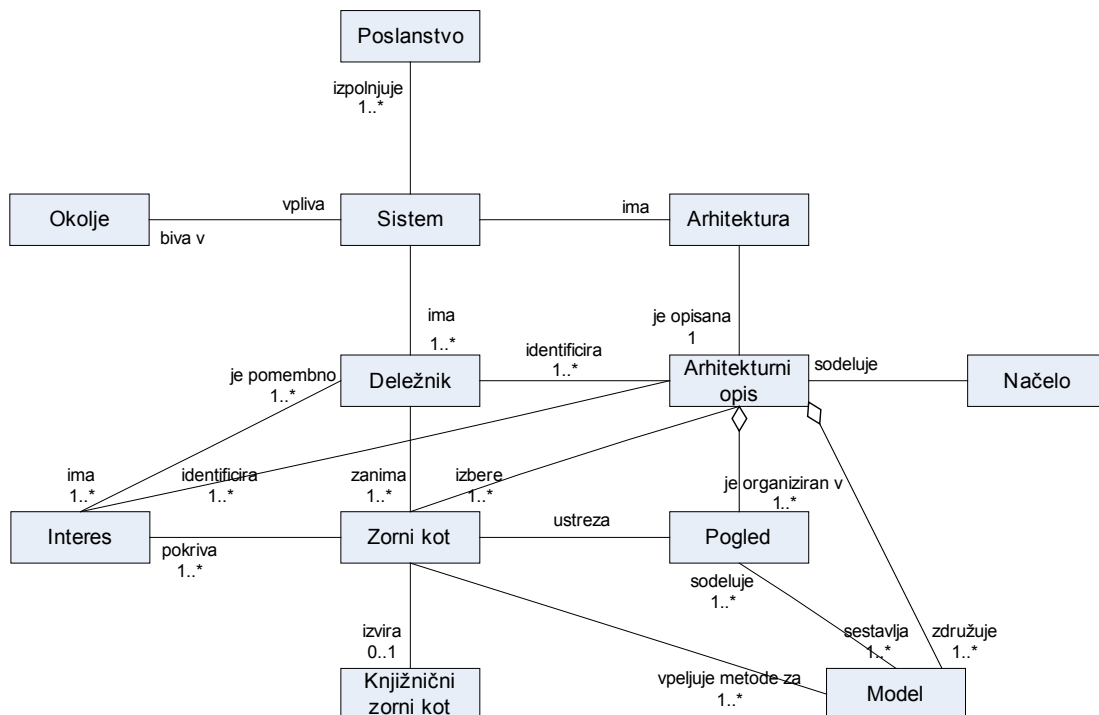 Poslanstvo
izpolnjuje
1..*
Okolje
vpliva
biva v
Sistem
ima
Arhitektura
ima
1..*
je opisana
1
je pomembno
1..*
Deležnik
identificira
1..*
Arhitekturni
opis
sodeluje
Načelo
ima
1..*
identificira
1..*
zanima
1..*
izbere
1..*
je organiziran v
1..*
Interes
pokriva
1..*
Zorni kot
ustreza
Pogled
sodeluje
1..*
izvira
0..1
sestavlja
1..*
združuje
1..*
Knjižnični
zorni kot
vpeljuje metode za
1..*
Model